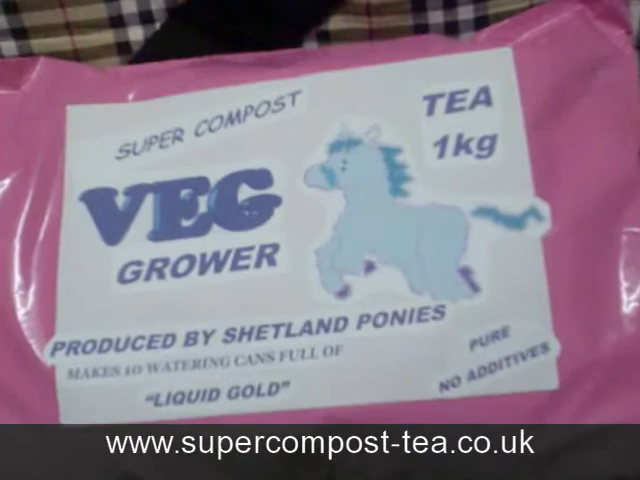 SUPER COMPOST
TEA
1kg
VEG
GROWER
PRODUCED BY SHETLAND PONIES
MAKES 10 WATERING CANS FULL OF
"LIQUID GOLD"
PURE
NO ADDITIVES
www.supercompost-tea.co.uk